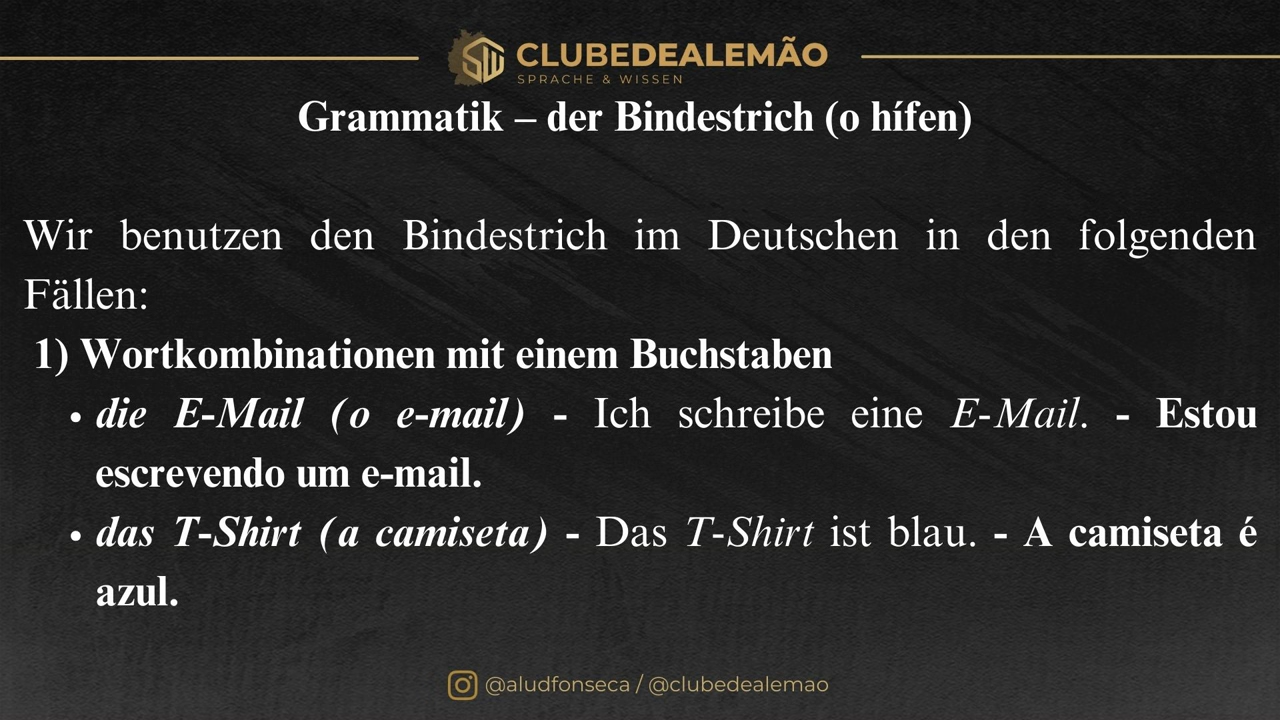 CLUBEDEALEMÃO
SPRACHE & WISSEN
Grammatik – der Bindestrich (o hífen)
Wir benutzen den Bindestrich im Deutschen in den folgenden
Fällen:
1) Wortkombinationen mit einem Buchstaben
• die E-Mail (o e-mail) - Ich schreibe eine E-Mail. - Estou
escrevendo um e-mail.
• das T-Shirt (a camiseta) - Das T-Shirt ist blau. - A camiseta é
azul.
@aludfonseca / @clubedealemao